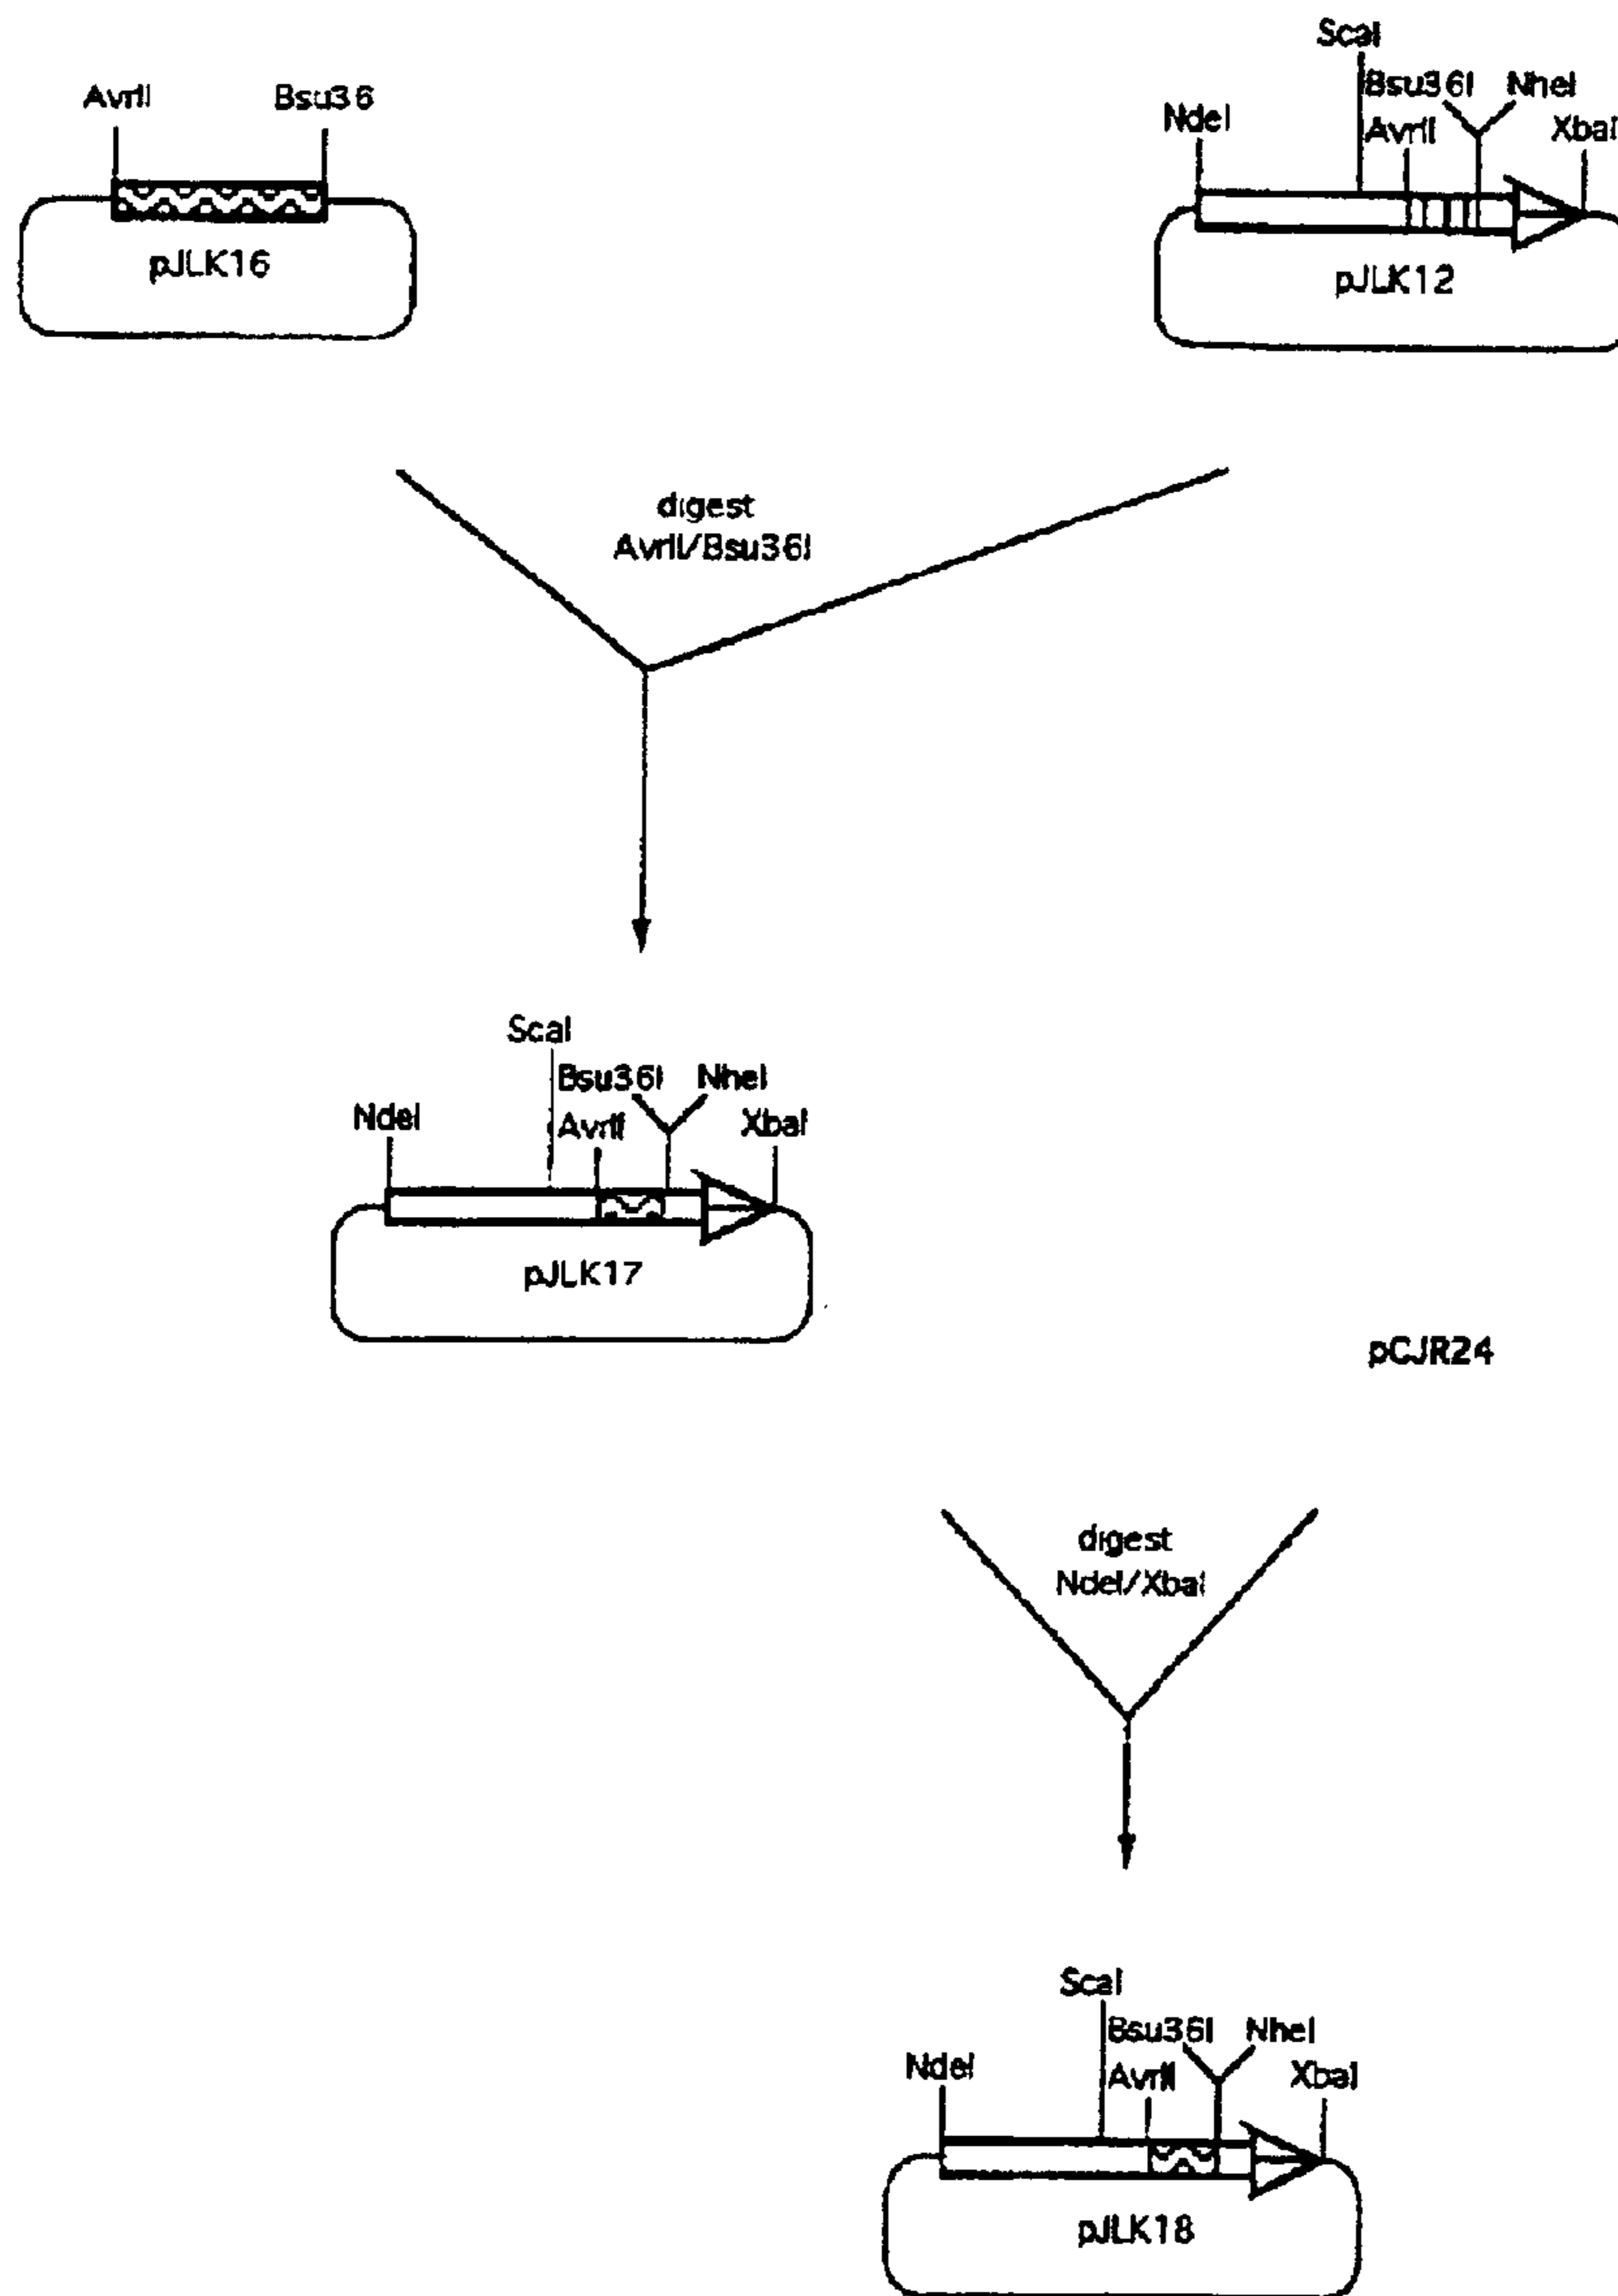 AvrII
Bsu36
pJLK16
ScaI
Bsu36I
NheI
NdeI
AvrII
XbaI
pJLK12
digest
AvrII/Bsu36I
ScaI
Bsu36I
NheI
NdeI
AvrII
XbaI
pJLK17
pCJR24
digest
NdeI/XbaI
ScaI
Bsu36I
NheI
NdeI
AvrII
XbaI
pJLK18